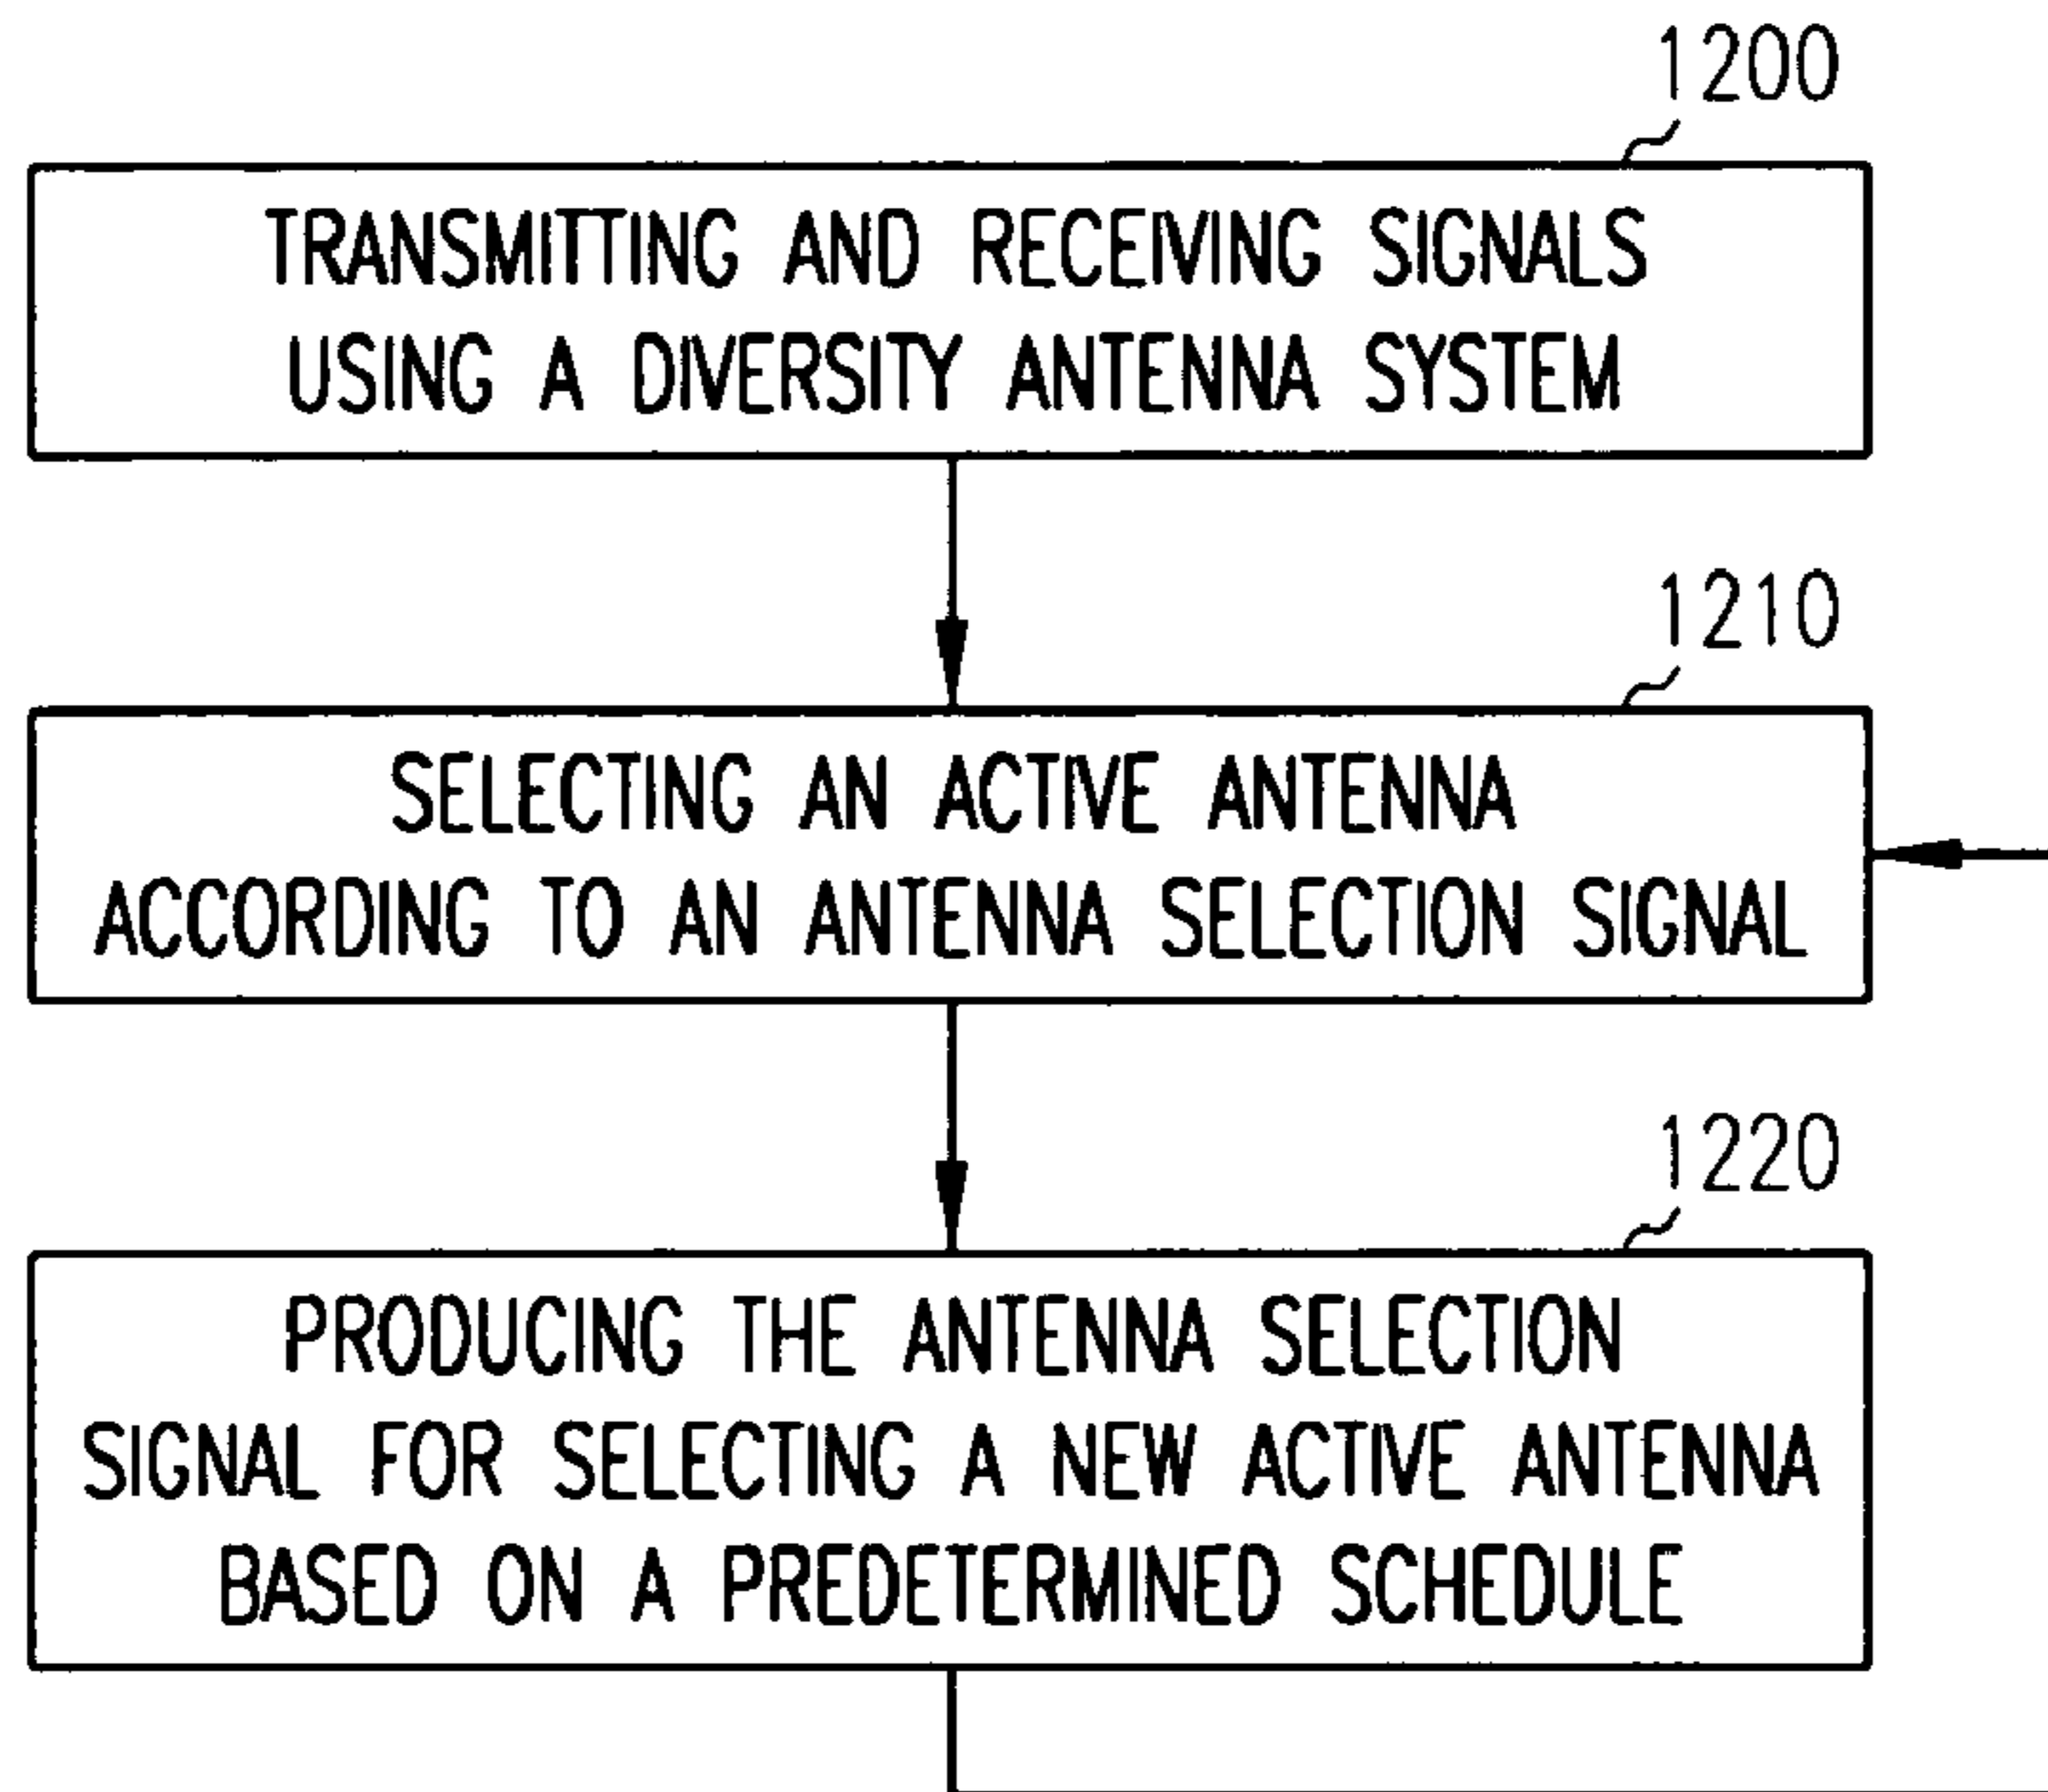 1200
TRANSMITTING AND RECEIVING SIGNALS
USING A DIVERSITY ANTENNA SYSTEM
1210
SELECTING AN ACTIVE ANTENNA
ACCORDING TO AN ANTENNA SELECTION SIGNAL
1220
PRODUCING THE ANTENNA SELECTION
SIGNAL FOR SELECTING A NEW ACTIVE ANTENNA
BASED ON A PREDETERMINED SCHEDULE